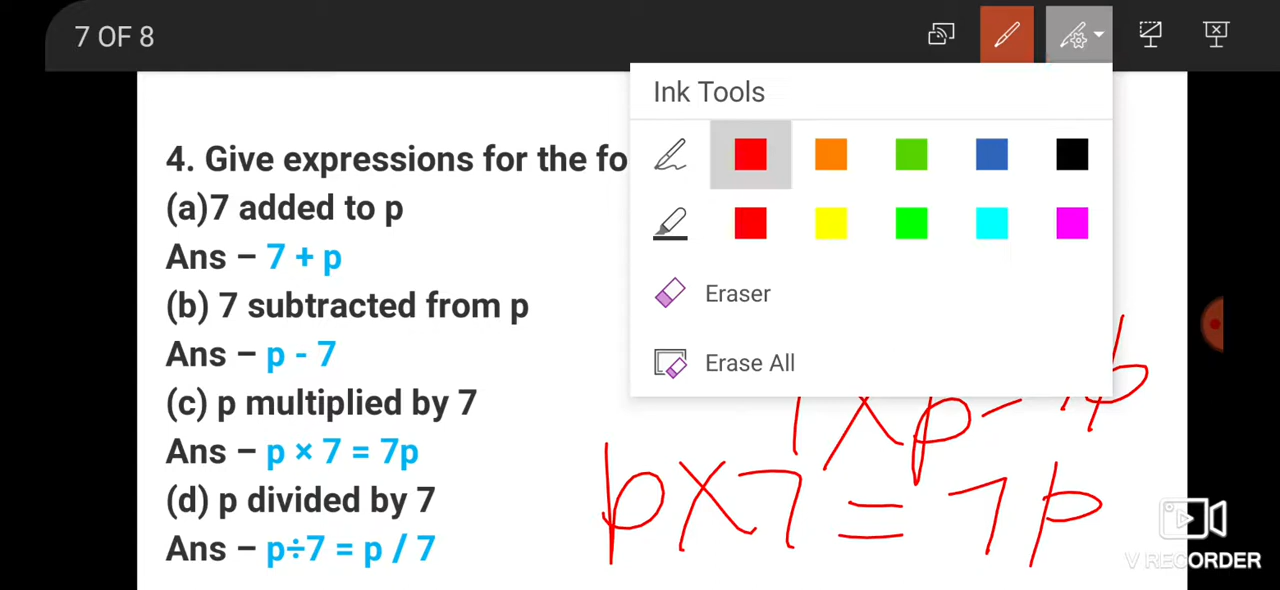 7 OF 8
Ink Tools
Eraser
Erase All
4. Give expressions for the fo
(a)7 added to p
Ans – 7 + p
(b) 7 subtracted from p
Ans – p - 7
(c) p multiplied by 7
Ans – p × 7 = 7p
(d) p divided by 7
Ans – p÷7 = p / 7
7 × p = 7p
p × 7 = 7p
V RECORDER